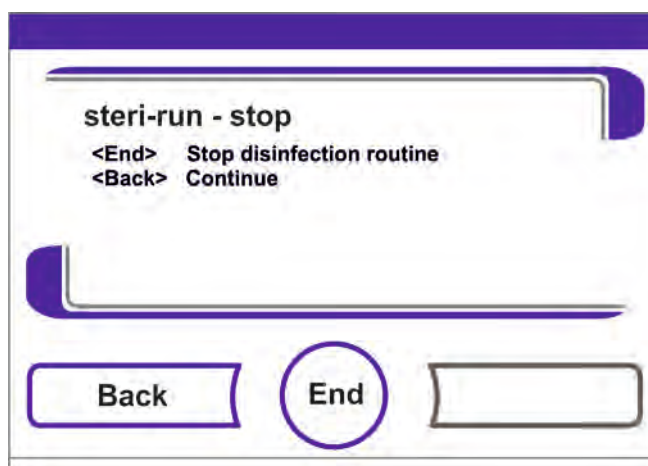 steri-run - stop
<End> Stop disinfection routine
<Back> Continue
Back
End